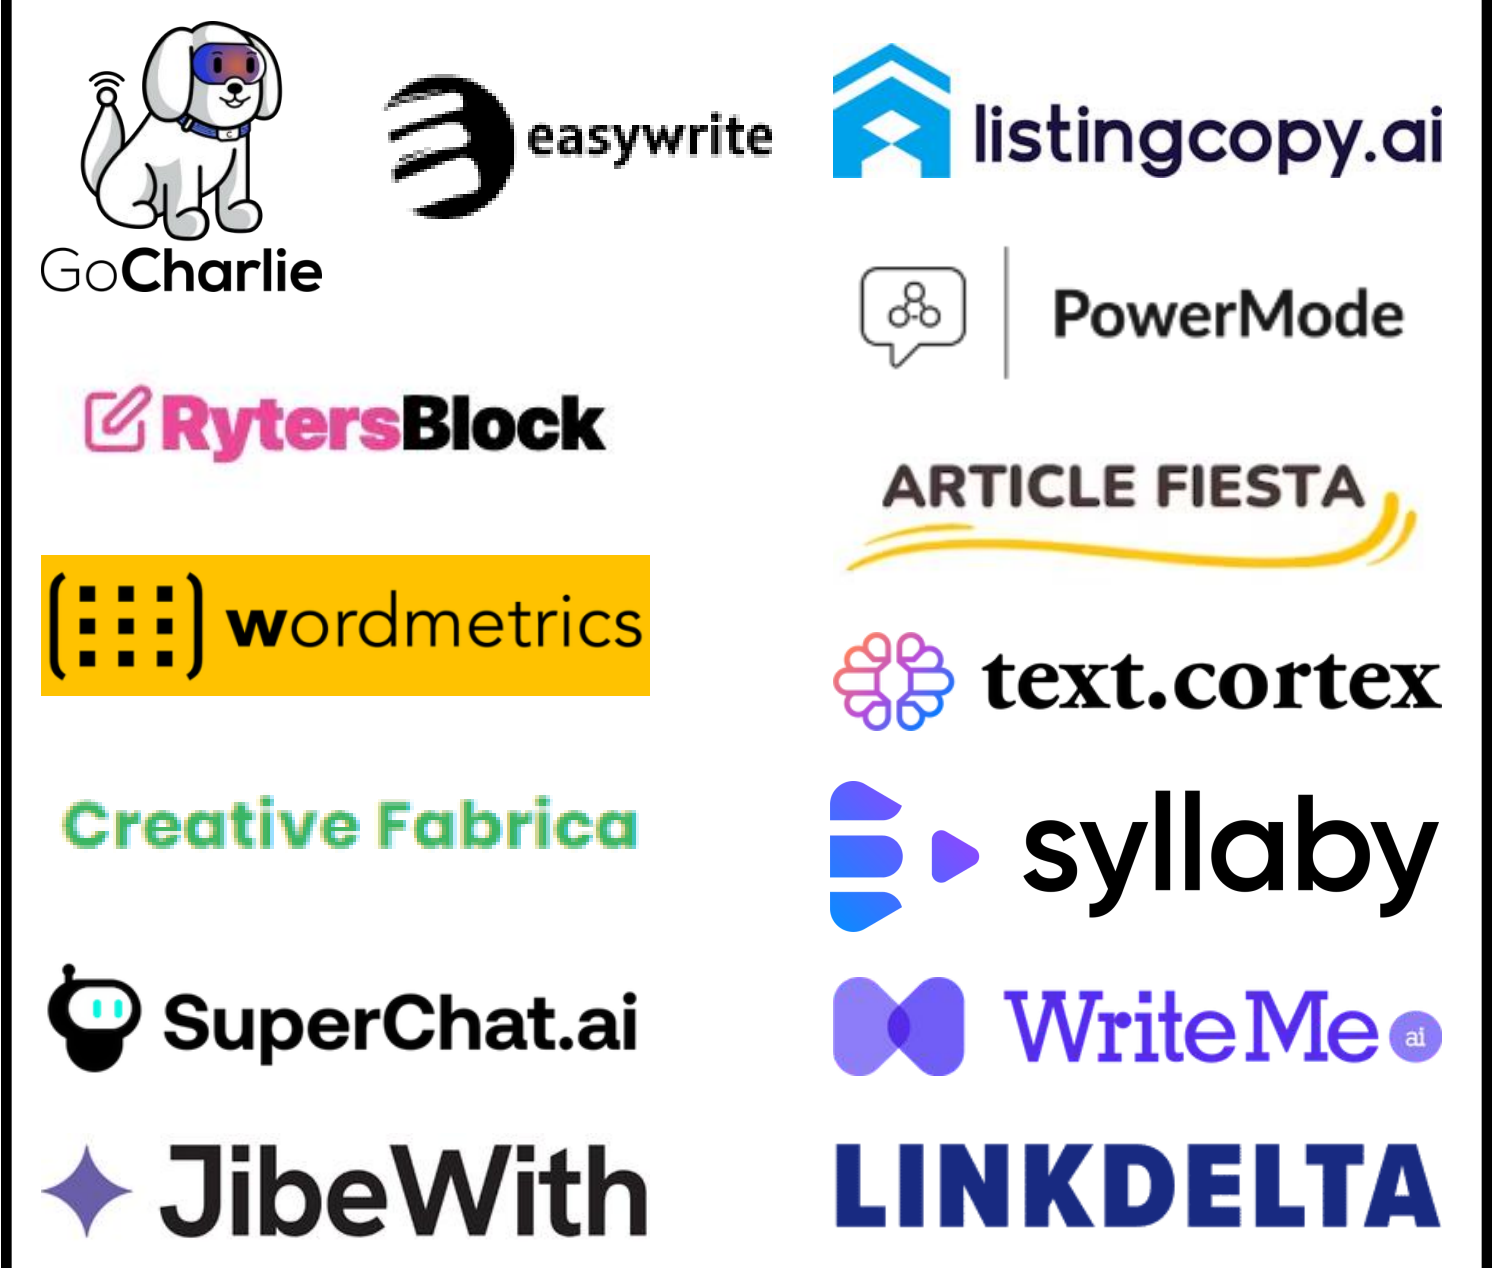 GoCharlie
easywrite
listingcopy.ai
PowerMode
RytersBlock
ARTICLE FIESTA
wordmetrics
text.cortex
Creative Fabrica
syllaby
SuperChat.ai
WriteMe ai
JibeWith
LINKDELTA